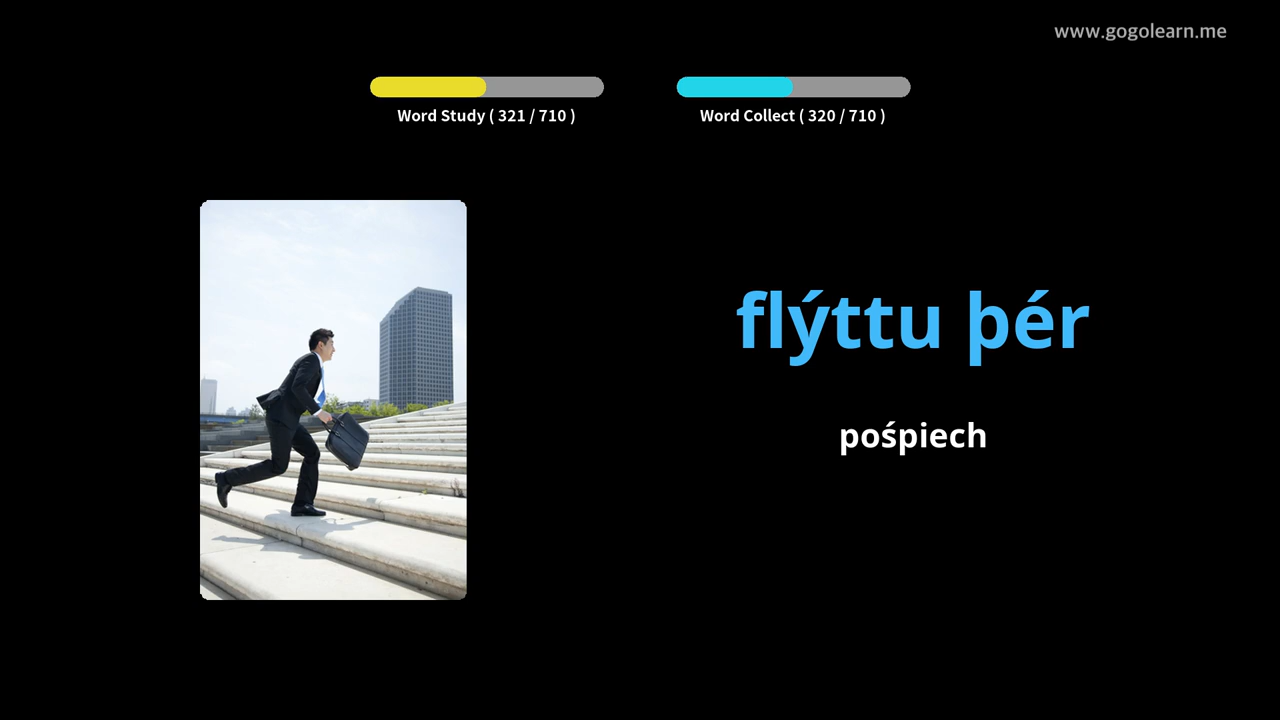 www.gogolearn.me
Word Study ( 321 / 710 )
Word Collect ( 320 / 710 )
flýttu þér
pośpiech